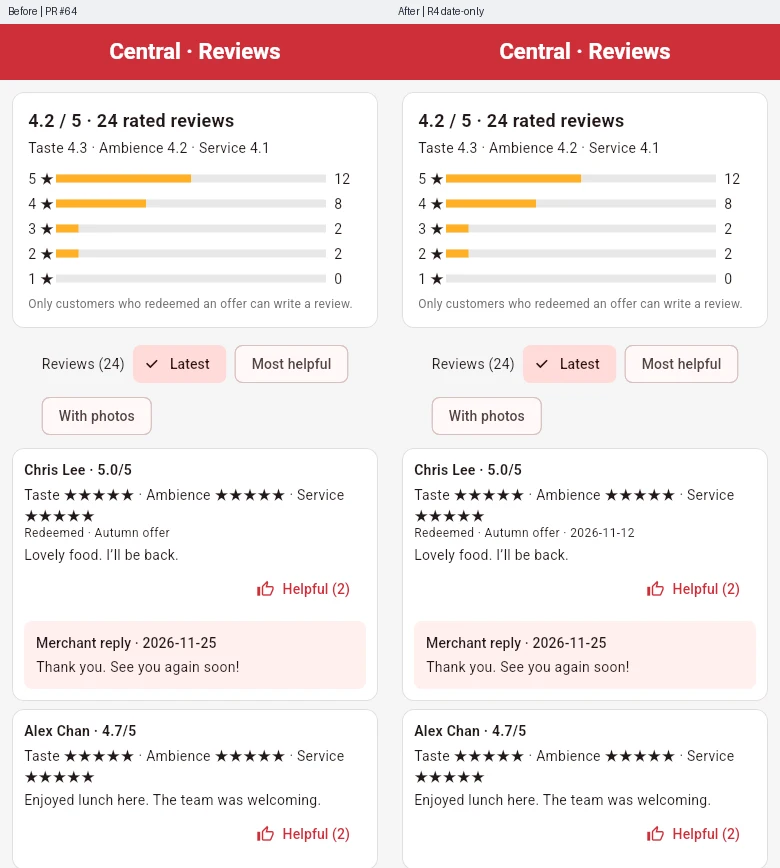 Before | PR #64
Central · Reviews
4.2 / 5 · 24 rated reviews
Taste 4.3 · Ambience 4.2 · Service 4.1
5 ★ 12
4 ★ 8
3 ★ 2
2 ★ 2
1 ★ 0
Only customers who redeemed an offer can write a review.
Reviews (24) Latest Most helpful
With photos
Chris Lee · 5.0/5
Taste ★★★★★ · Ambience ★★★★★ · Service
★★★★★
Redeemed · Autumn offer
Lovely food. I'll be back.
Helpful (2)
Merchant reply · 2026-11-25
Thank you. See you again soon!
Alex Chan · 4.7/5
Taste ★★★★★ · Ambience ★★★★★ · Service
★★★★★
Enjoyed lunch here. The team was welcoming.
Helpful (2)
After | R4 date-only
Central · Reviews
4.2 / 5 · 24 rated reviews
Taste 4.3 · Ambience 4.2 · Service 4.1
5 ★ 12
4 ★ 8
3 ★ 2
2 ★ 2
1 ★ 0
Only customers who redeemed an offer can write a review.
Reviews (24) Latest Most helpful
With photos
Chris Lee · 5.0/5
Taste ★★★★★ · Ambience ★★★★★ · Service
★★★★★
Redeemed · Autumn offer · 2026-11-12
Lovely food. I'll be back.
Helpful (2)
Merchant reply · 2026-11-25
Thank you. See you again soon!
Alex Chan · 4.7/5
Taste ★★★★★ · Ambience ★★★★★ · Service
★★★★★
Enjoyed lunch here. The team was welcoming.
Helpful (2)